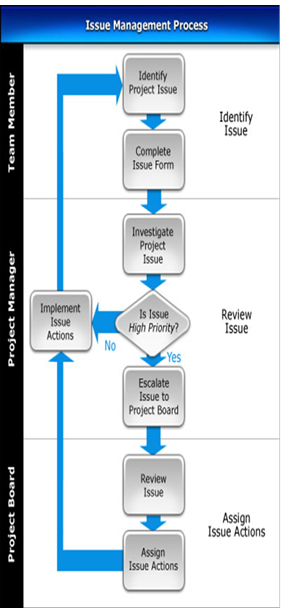 Issue Management Process
Team Member
Identify
Project Issue
Identify
Issue
Complete
Issue Form
Project Manager
Investigate
Project
Issue
Implement
Issue
Actions
Is Issue
High Priority?
Review
Issue
No
Yes
Escalate
Issue to
Project Board
Project Board
Review
Issue
Assign
Issue Actions
Assign
Issue Actions